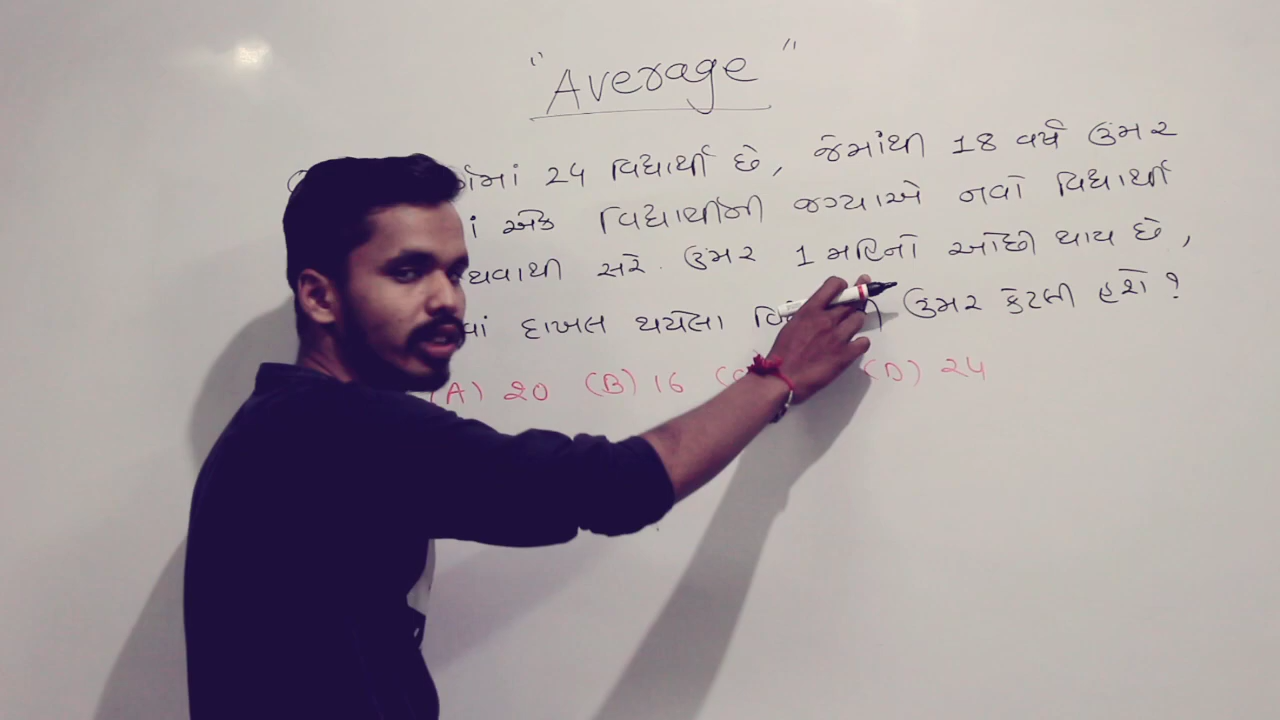 "Average"
24 વિદ્યાર્થી છે, જેમાંથી 18 વર્ષ ઉંમર
એક વિદ્યાર્થીની જગ્યાએ નવો વિદ્યાર્થી
થવાથી સરે. ઉંમર 1 મહિનો ઓછી થાય છે,
દાખલ થયેલા ઉંમર કેટલી હશે?
(A) 20 (B) 16 (D) 24